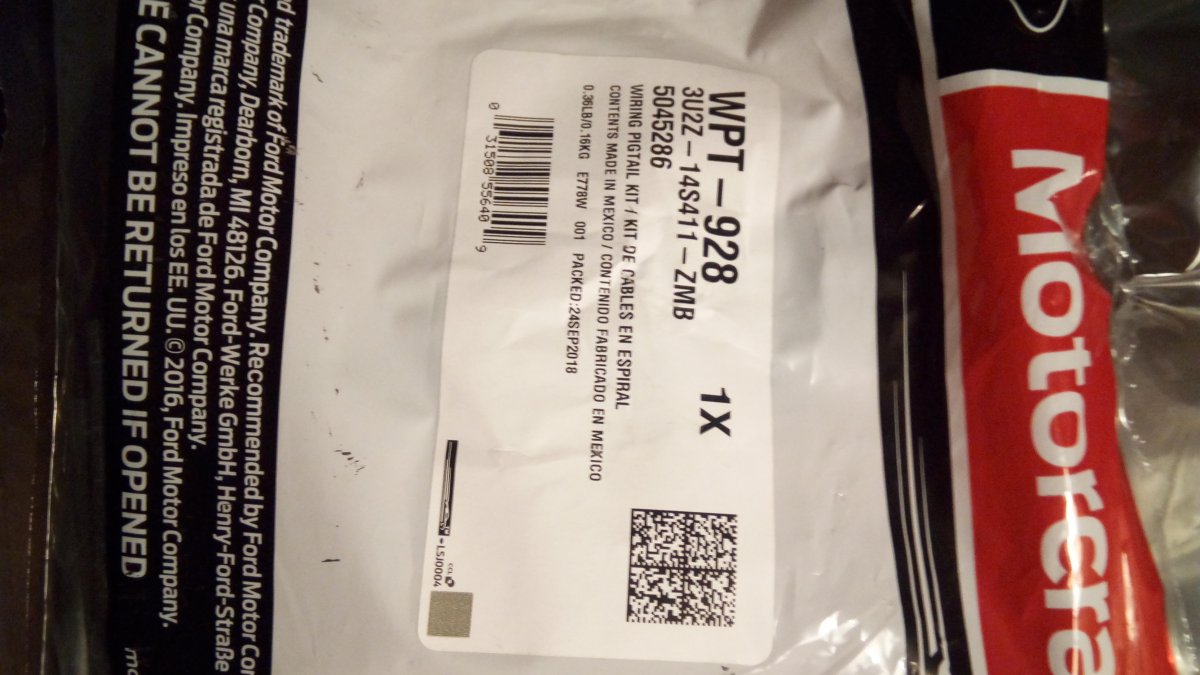 Motorcra
WPT-928 1X
3U2Z-14S411-ZMB
5045286
WIRING PIGTAIL KIT / KIT DE CABLES EN ESPIRAL
CONTENTS MADE IN MEXICO / CONTENIDO FABRICADO EN MEXICO
0.36LB/0.16KG E778W 001 PACKED:24SEP2018
0 31508 55640 9
LSJ0004
CCL
d trademark of Ford Motor Company. Recommended by Ford Motor Co
r Company, Dearborn, MI 48126. Ford-Werke GmbH, Henry-Ford-Straße
una marca registrada de Ford Motor Company.
or Company. Impreso en los EE. UU. © 2016, Ford Motor Company.
E CANNOT BE RETURNED IF OPENED